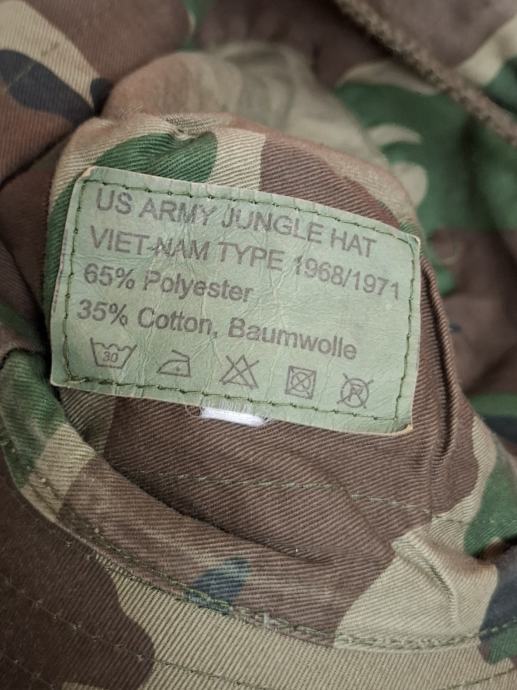 US ARMY JUNGLE HAT
VIET-NAM TYPE 1968/1971
65% Polyester
35% Cotton, Baumwolle
30